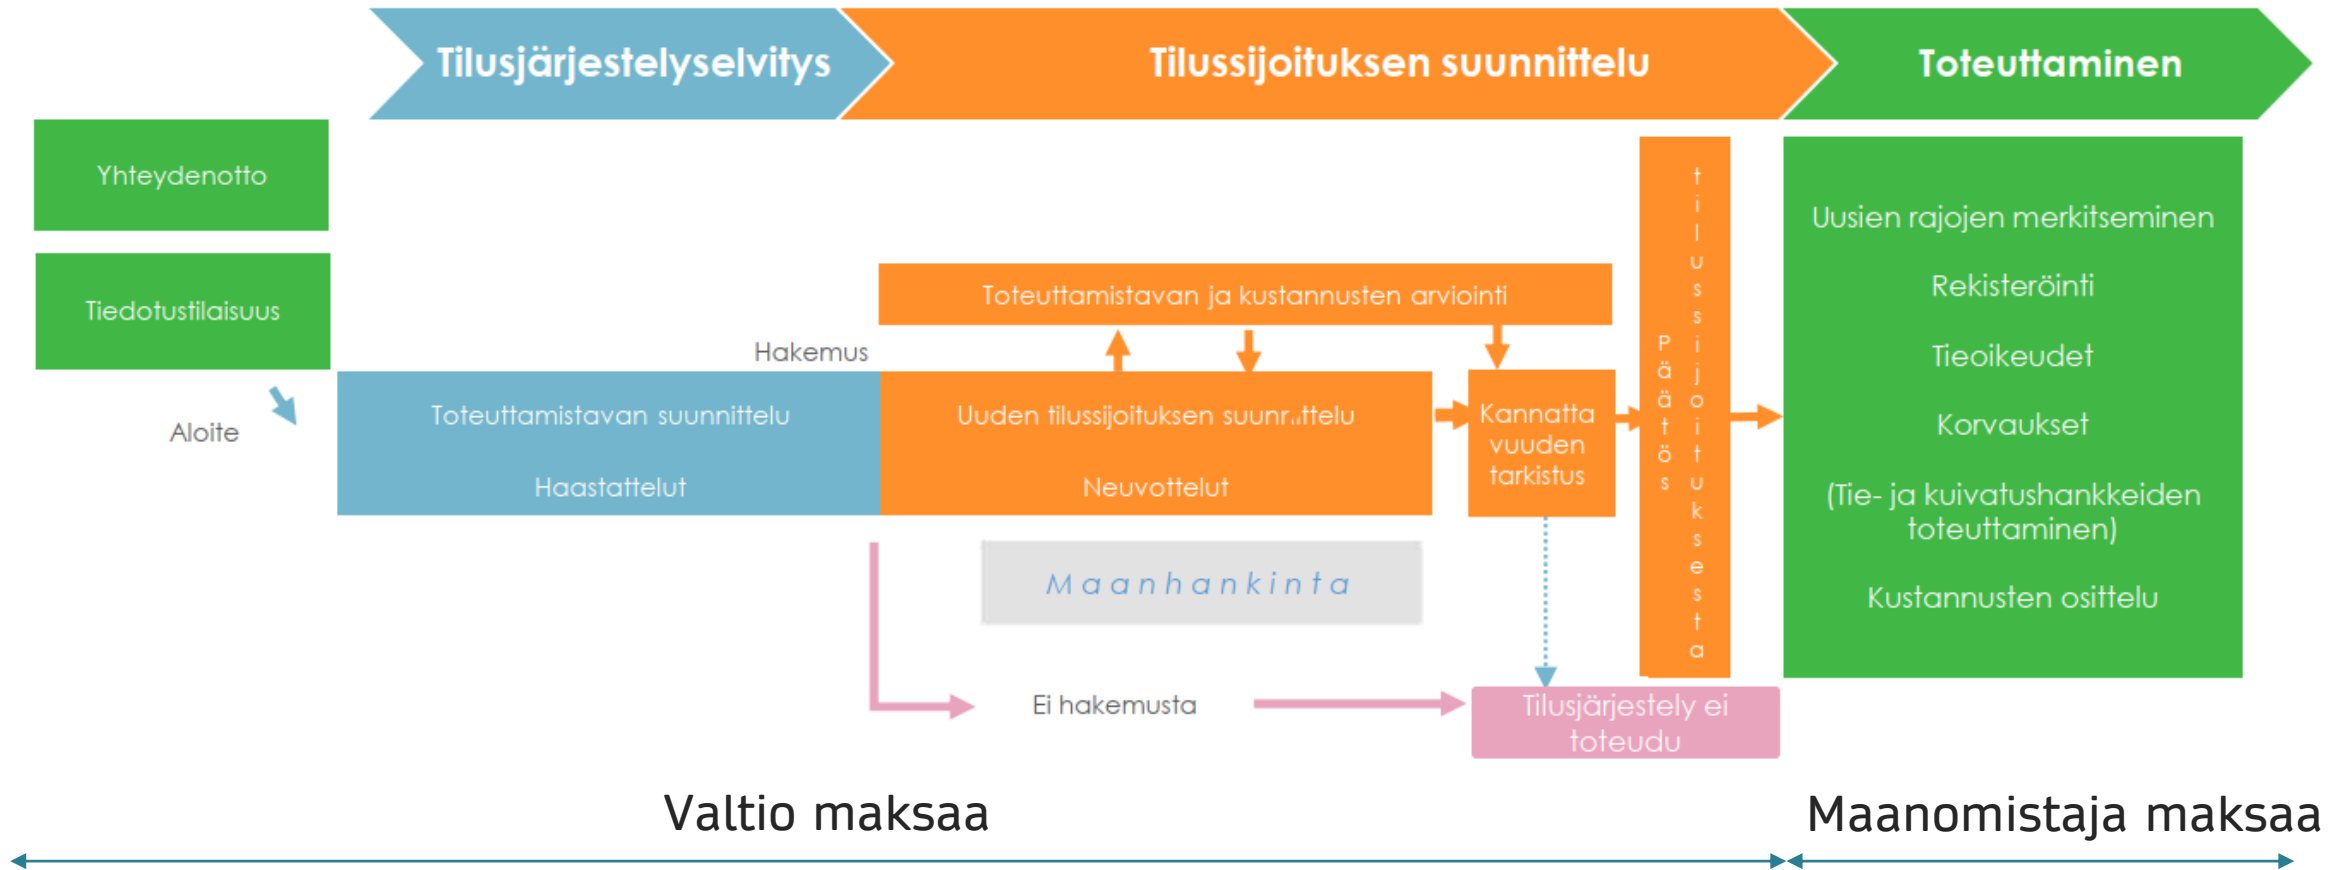 Tilusjärjestelyselvitys
Tilussijoituksen suunnittelu
Toteuttaminen
Yhteydenotto
Tiedotustilaisuus
Aloite
Hakemus
Toteuttamistavan suunnittelu
Haastattelut
Toteuttamistavan ja kustannusten arviointi
Uuden tilussijoituksen suunnittelu
Neuvottelut
Maanhankinta
Ei hakemusta
Kannatta
vuuden
tarkistus
Päätös
tilussijoituksesta
Tilusjärjestely ei
toteudu
Uusien rajojen merkitseminen
Rekisteröinti
Tieoikeudet
Korvaukset
(Tie- ja kuivatushankkeiden
toteuttaminen)
Kustannusten osittelu
Valtio maksaa
Maanomistaja maksaa